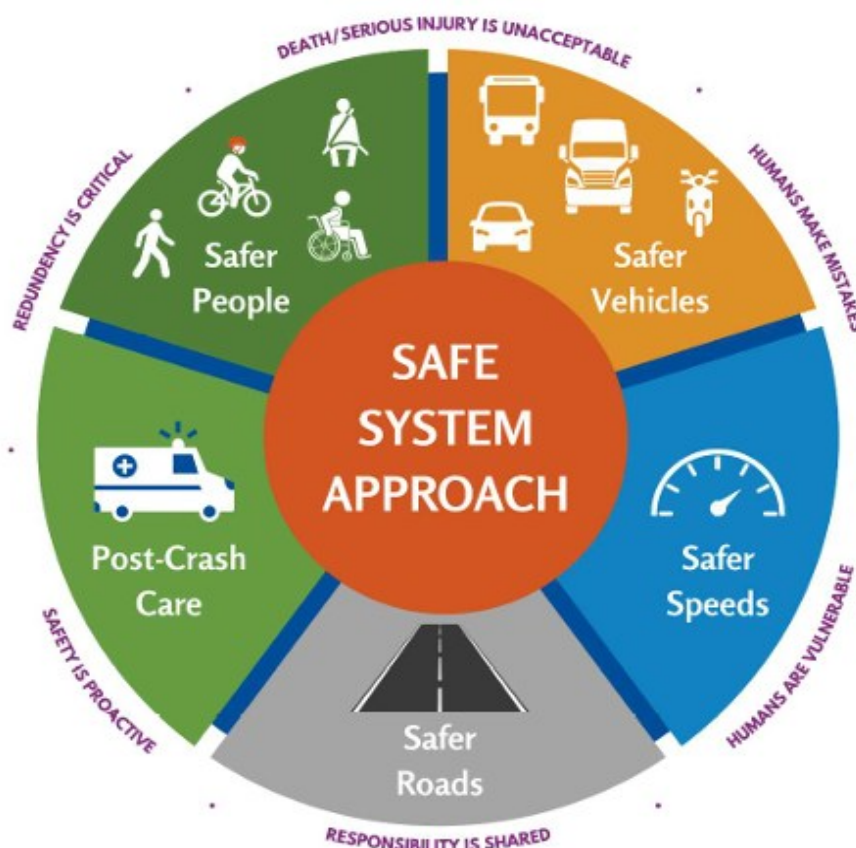 DEATH/SERIOUS INJURY IS UNACCEPTABLE
HUMANS MAKE MISTAKES
HUMANS ARE VULNERABLE
RESPONSIBILITY IS SHARED
SAFETY IS PROACTIVE
REDUNDANCY IS CRITICAL
Safer
People
Safer
Vehicles
SAFE
SYSTEM
APPROACH
Post-Crash
Care
Safer
Speeds
Safer
Roads